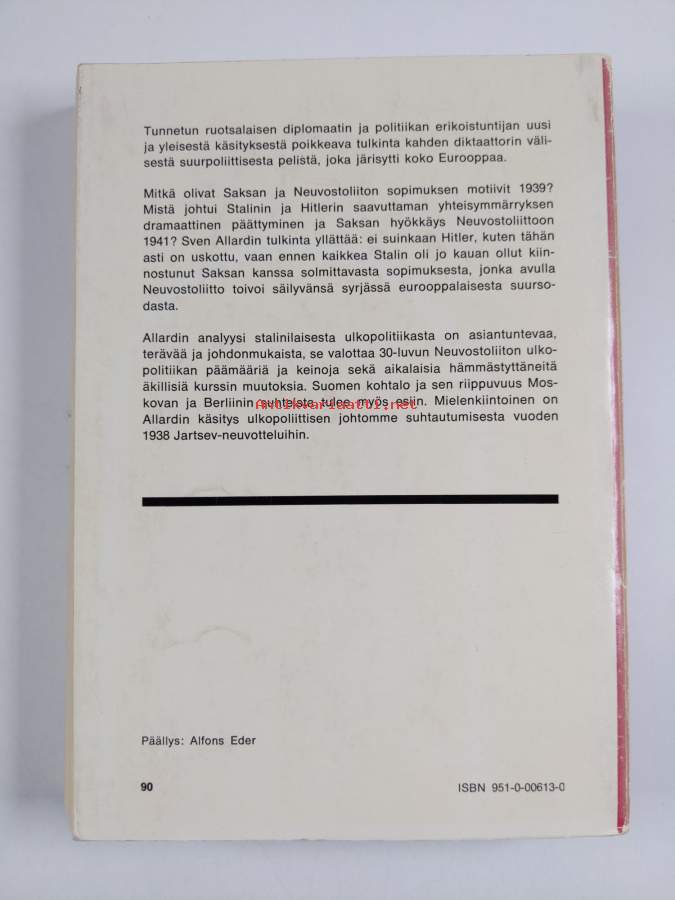 Tunnetun ruotsalaisen diplomaatin ja politiikan erikoistuntijan uusi
ja yleisestä käsityksestä poikkeava tulkinta kahden diktaattorin väli-
sestä suurpoliittisesta pelistä, joka järisytti koko Eurooppaa.
Mitkä olivat Saksan ja Neuvostoliiton sopimuksen motiivit 1939?
Mistä johtui Stalinin ja Hitlerin saavuttaman yhteisymmärryksen
dramaattinen päättyminen ja Saksan hyökkäys Neuvostoliittoon
1941? Sven Allardin tulkinta yllättää: ei suinkaan Hitler, kuten tähän
asti on uskottu, vaan ennen kaikkea Stalin oli jo kauan ollut kiin-
nostunut Saksan kanssa solmittavasta sopimuksesta, jonka avulla
Neuvostoliitto toivoi säilyvänsä syrjässä eurooppalaisesta suurso-
dasta.
Allardin analyysi stalinilaisesta ulkopolitiikasta on asiantuntevaa,
terävää ja johdonmukaista, se valottaa 30-luvun Neuvostoliiton ulko-
politiikan päämääriä ja keinoja sekä aikalaisia hämmästyttäneitä
äkillisiä kurssin muutoksia. Suomen kohtalo ja sen riippuvuus Mos-
kovan ja Berliinin suhteista tulee myös esiin. Mielenkiintoinen on
Antikvariaatti.net
Allardin käsitys ulkopoliittisen johtomme suhtautumisesta vuoden
1938 Jartsev-neuvotteluihin.
Päällys: Alfons Eder
90
ISBN 951-0-00613-0